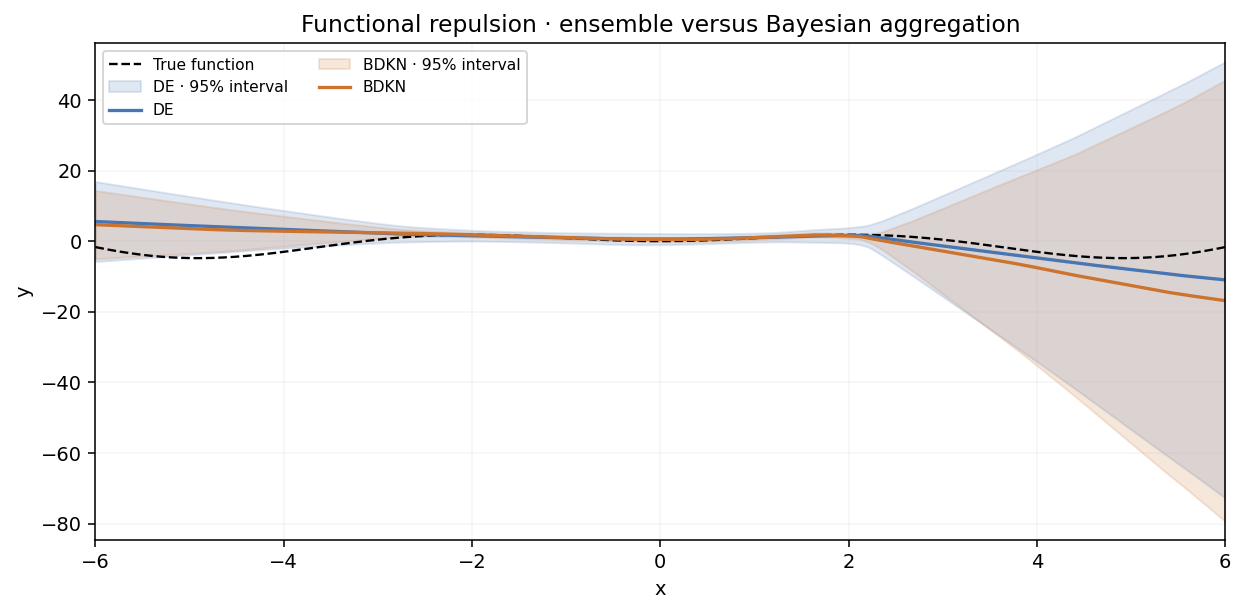 Functional repulsion · ensemble versus Bayesian aggregation
True function
DE · 95% interval
DE
BDKN · 95% interval
BDKN
y
40
20
0
−20
−40
−60
−80
−6
−4
−2
0
2
4
6
x